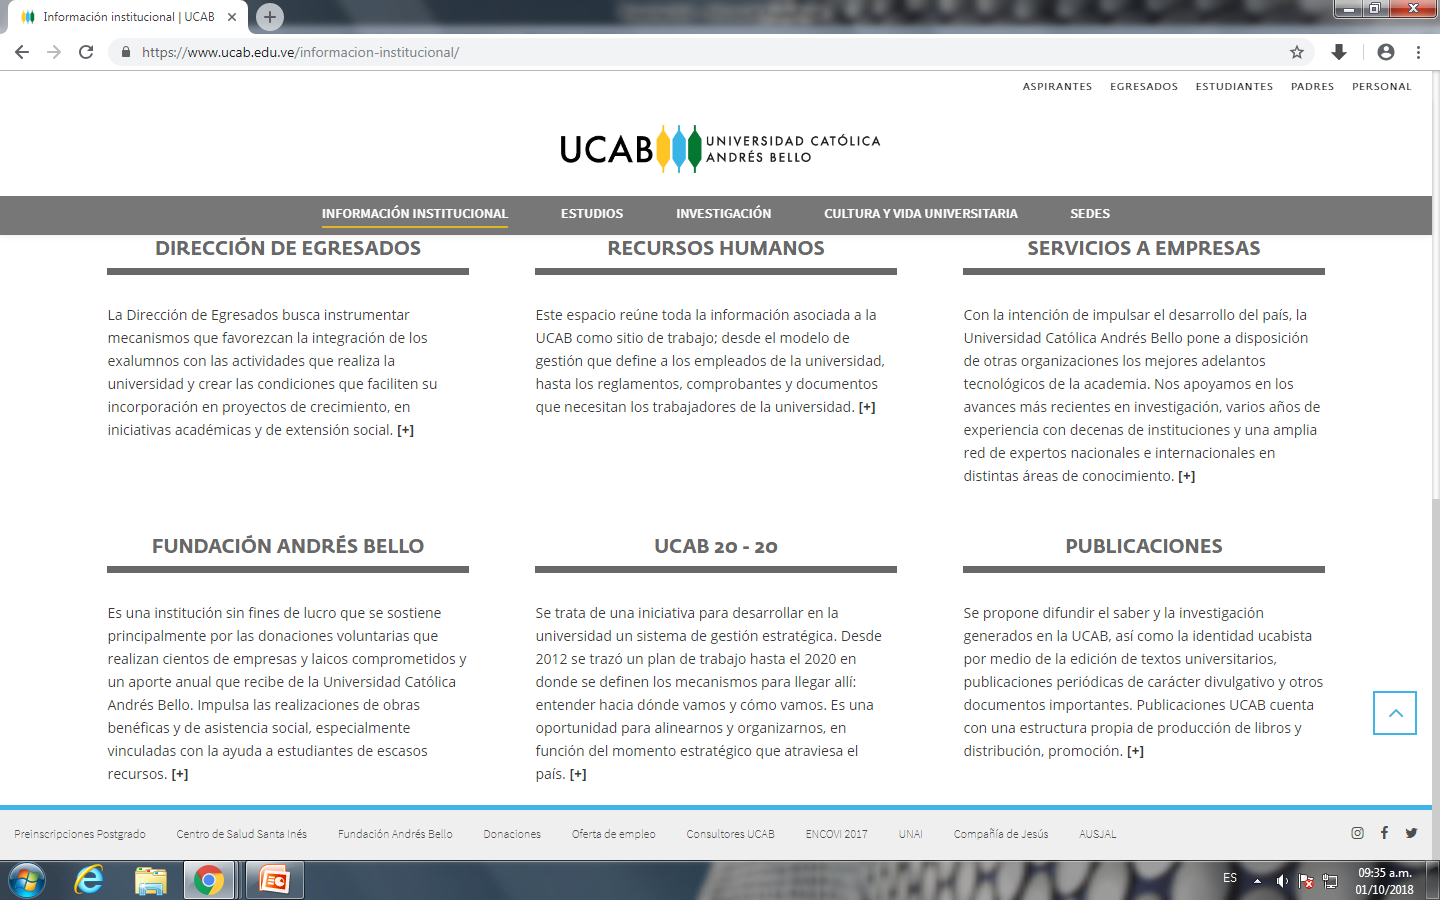 Información institucional | UCAB
https://www.ucab.edu.ve/informacion-institucional/
ASPIRANTES EGRESADOS ESTUDIANTES PADRES PERSONAL
UCAB UNIVERSIDAD CATÓLICA
ANDRÉS BELLO
INFORMACIÓN INSTITUCIONAL ESTUDIOS INVESTIGACIÓN CULTURA Y VIDA UNIVERSITARIA SEDES
DIRECCIÓN DE EGRESADOS
La Dirección de Egresados busca instrumentar
mecanismos que favorezcan la integración de los
exalumnos con las actividades que realiza la
universidad y crear las condiciones que faciliten su
incorporación en proyectos de crecimiento, en
iniciativas académicas y de extensión social. [+]
RECURSOS HUMANOS
Este espacio reúne toda la información asociada a la
UCAB como sitio de trabajo; desde el modelo de
gestión que define a los empleados de la universidad,
hasta los reglamentos, comprobantes y documentos
que necesitan los trabajadores de la universidad. [+]
SERVICIOS A EMPRESAS
Con la intención de impulsar el desarrollo del país, la
Universidad Católica Andrés Bello pone a disposición
de otras organizaciones los mejores adelantos
tecnológicos de la academia. Nos apoyamos en los
avances más recientes en investigación, varios años de
experiencia con decenas de instituciones y una amplia
red de expertos nacionales e internacionales en
distintas áreas de conocimiento. [+]
FUNDACIÓN ANDRÉS BELLO
Es una institución sin fines de lucro que se sostiene
principalmente por las donaciones voluntarias que
realizan cientos de empresas y laicos comprometidos y
un aporte anual que recibe de la Universidad Católica
Andrés Bello. Impulsa las realizaciones de obras
benéficas y de asistencia social, especialmente
vinculadas con la ayuda a estudiantes de escasos
recursos. [+]
UCAB 20 - 20
Se trata de una iniciativa para desarrollar en la
universidad un sistema de gestión estratégica. Desde
2012 se trazó un plan de trabajo hasta el 2020 en
donde se definen los mecanismos para llegar allí:
entender hacia dónde vamos y cómo vamos. Es una
oportunidad para alinearnos y organizarnos, en
función del momento estratégico que atraviesa el
país. [+]
PUBLICACIONES
Se propone difundir el saber y la investigación
generados en la UCAB, así como la identidad ucabista
por medio de la edición de textos universitarios,
publicaciones periódicas de carácter divulgativo y otros
documentos importantes. Publicaciones UCAB cuenta
con una estructura propia de producción de libros y
distribución, promoción. [+]
Preinscripciones Postgrado Centro de Salud Santa Inés Fundación Andrés Bello Donaciones Oferta de empleo Consultores UCAB ENCOVI 2017 UNAI Compañía de Jesús AUSJAL
ES
09:35 a.m.
01/10/2018